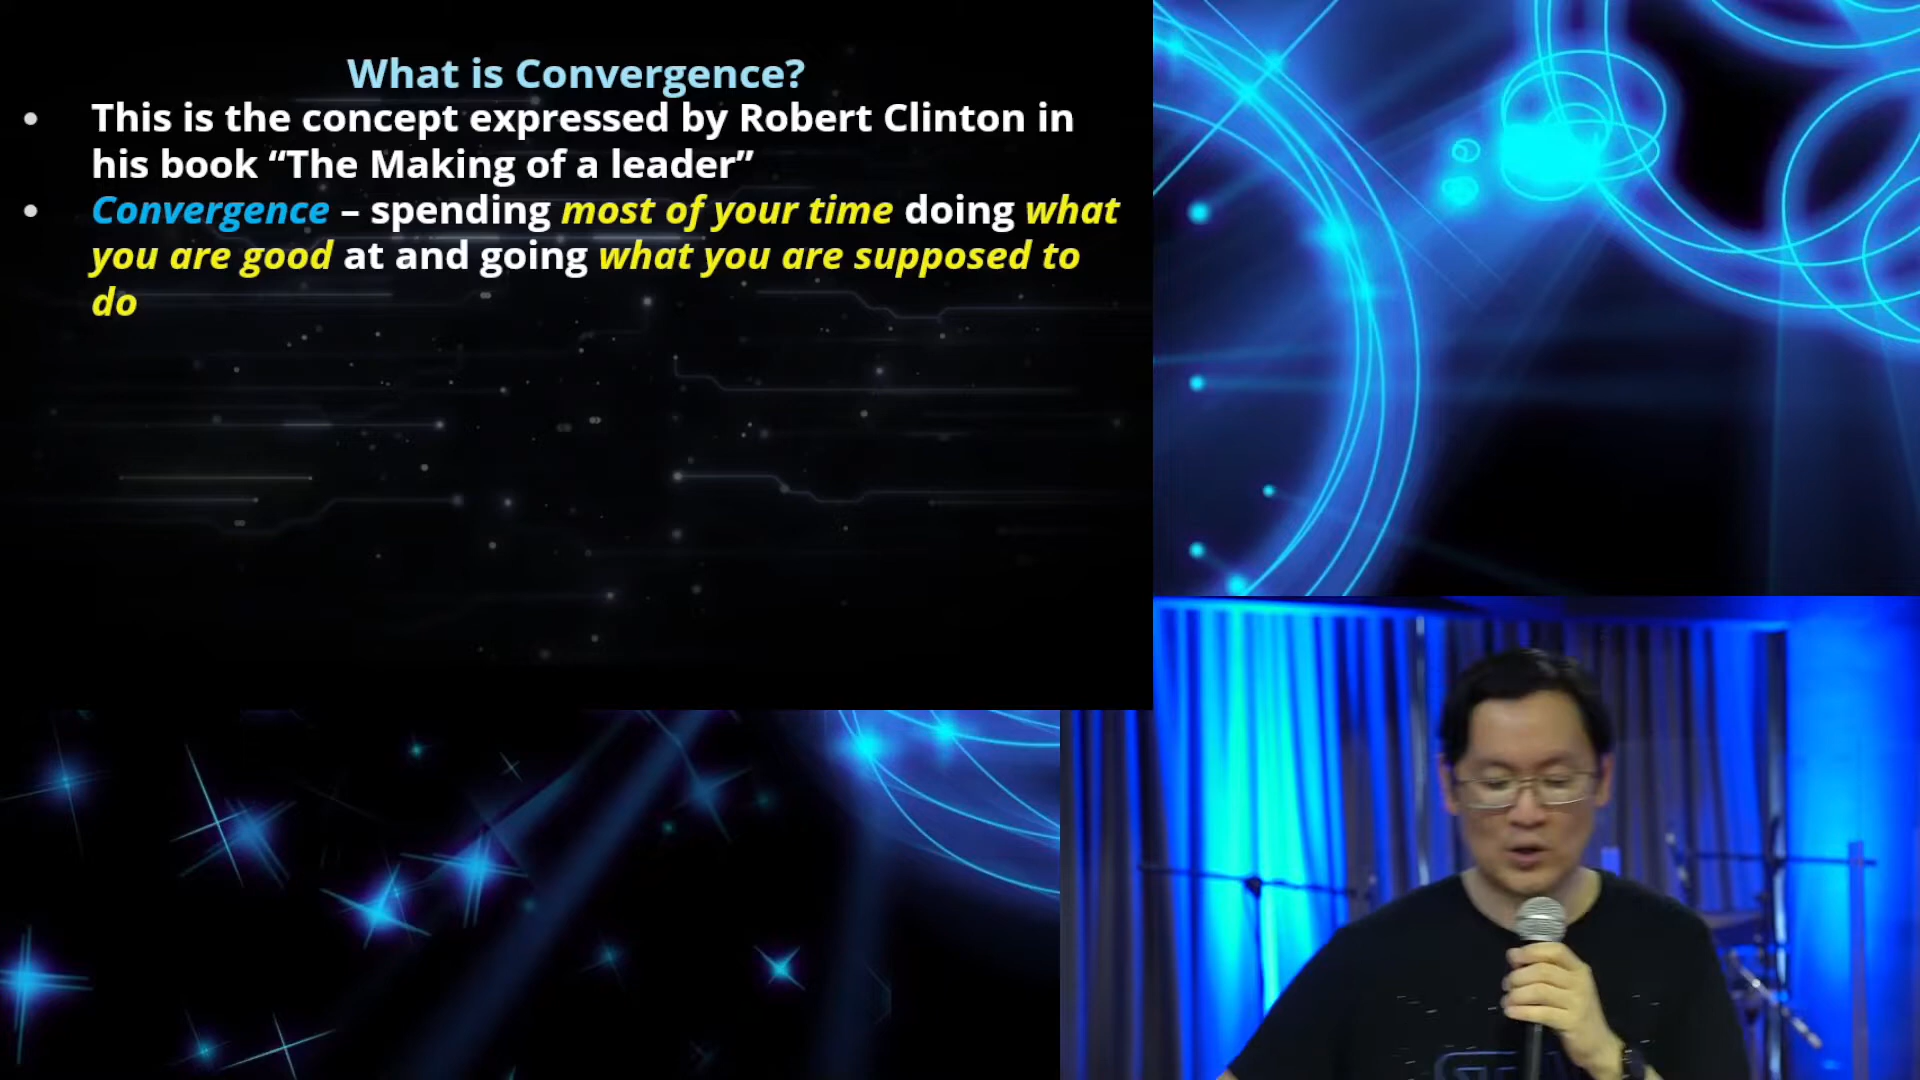 What is Convergence?
• This is the concept expressed by Robert Clinton in
his book “The Making of a leader”
• Convergence – spending most of your time doing what
you are good at and going what you are supposed to
do